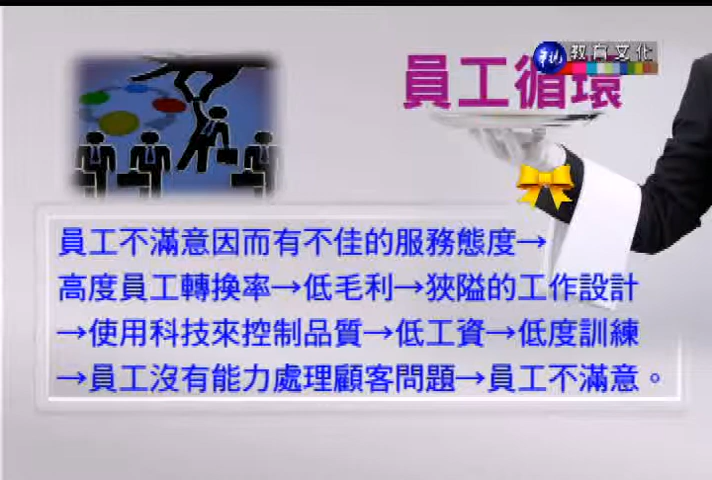 華視 教育文化
員工循環
員工不滿意因而有不佳的服務態度→
高度員工轉換率→低毛利→狹隘的工作設計
→使用科技來控制品質→低工資→低度訓練
→員工沒有能力處理顧客問題→員工不滿意。